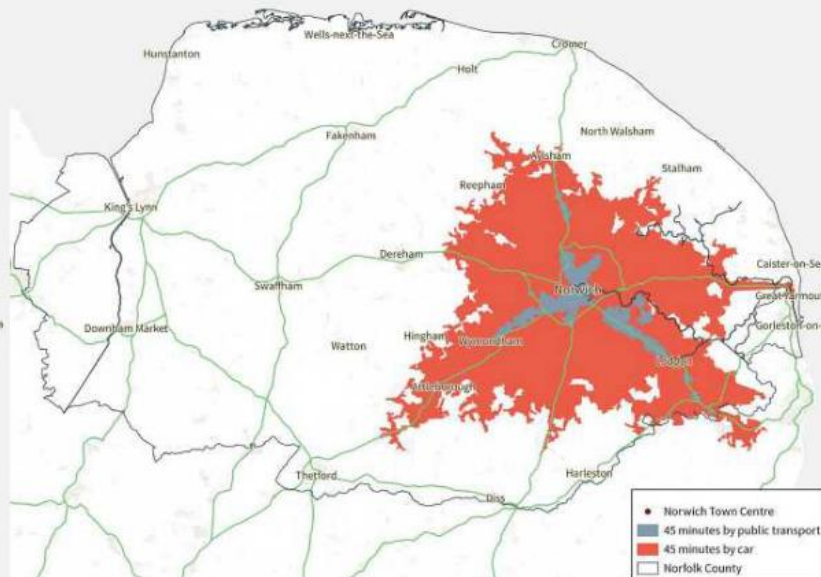 Wells-next-the-Sea
Cromer
Hunstanton
Holt
Fakenham
North Walsham
Aylsham
Stalham
Reepham
King's Lynn
Dereham
Swaffham
Caister-on-Se
Norwich
Great Yarmout
Gorleston-on-
Downham Market
Watton
Hingham
Wymondham
Loddon
Attleborough
Thetford
Harleston
Diss
Norwich Town Centre
45 minutes by public transport
45 minutes by car
Norfolk County